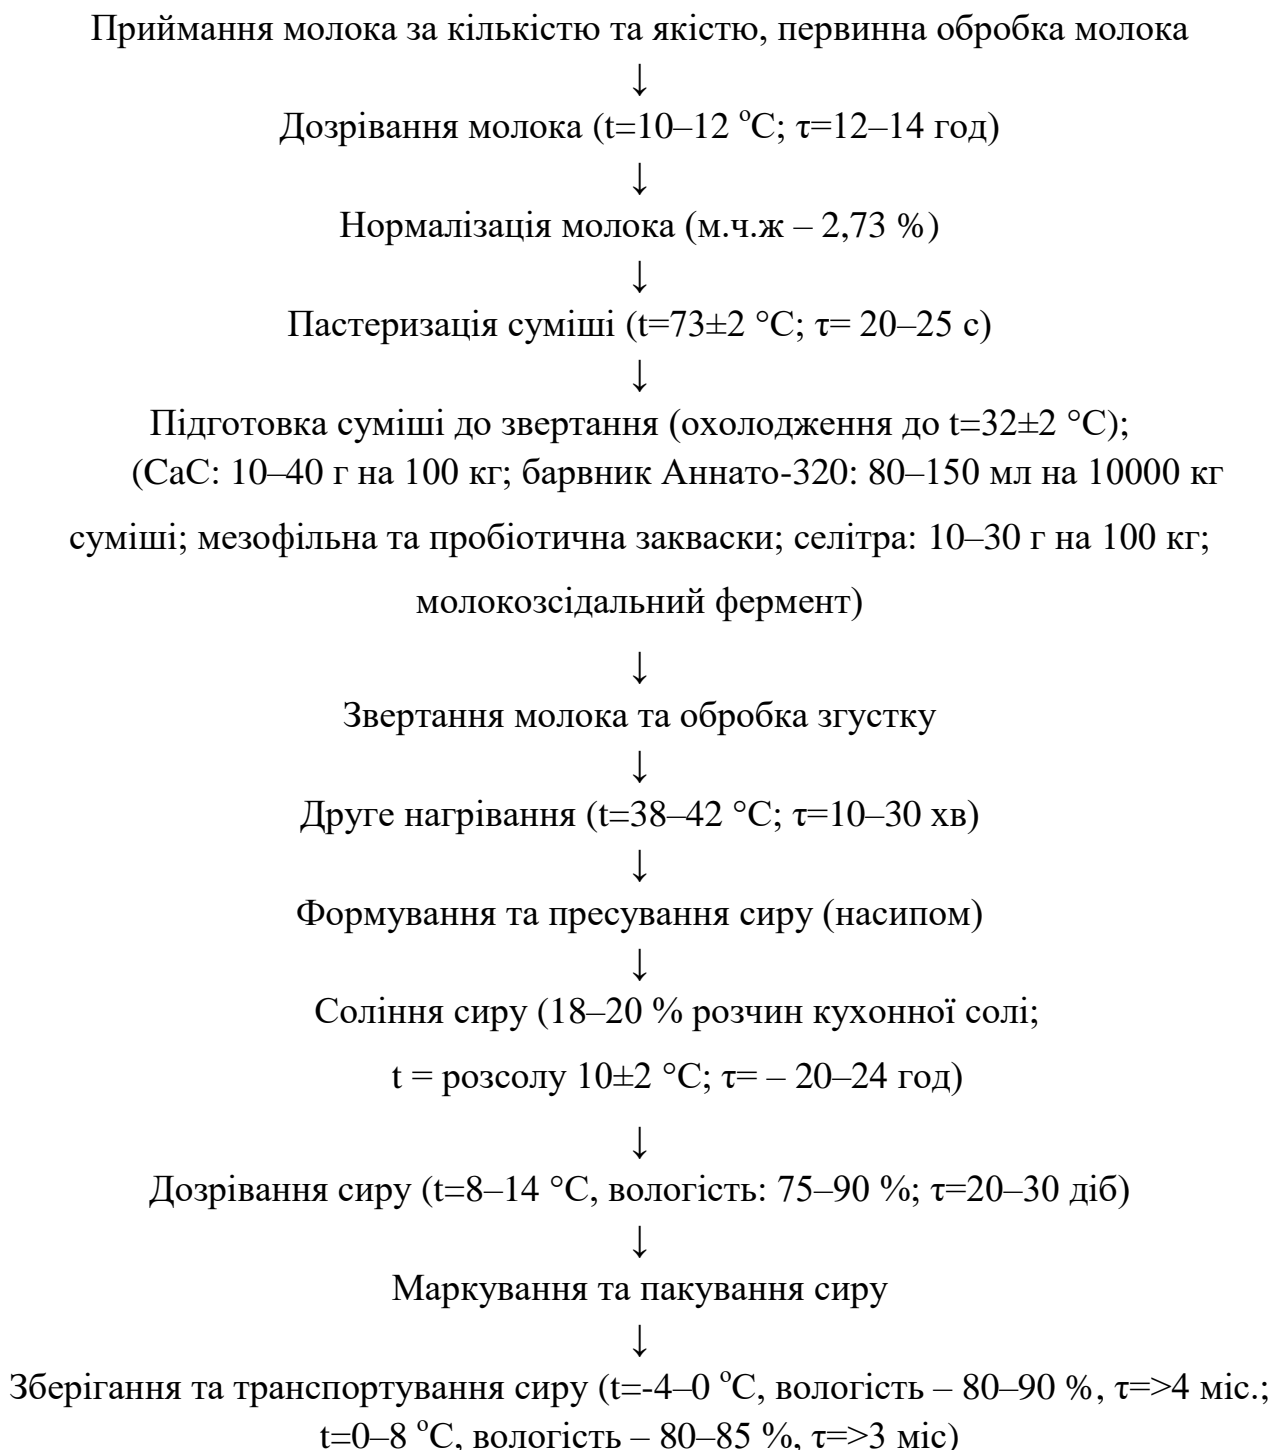 Приймання молока за кількістю та якістю, первинна обробка молока
↓
Дозрівання молока (t=10–12 °С; τ=12–14 год)
↓
Нормалізація молока (м.ч.ж – 2,73 %)
↓
Пастеризація суміші (t=73±2 °С; τ= 20–25 с)
↓
Підготовка суміші до звертання (охолодження до t=32±2 °С);
(СаС: 10–40 г на 100 кг; барвник Аннато-320: 80–150 мл на 10000 кг
суміші; мезофільна та пробіотична закваски; селітра: 10–30 г на 100 кг;
молокозсідальний фермент)
↓
Звертання молока та обробка згустку
↓
Друге нагрівання (t=38–42 °С; τ=10–30 хв)
↓
Формування та пресування сиру (насипом)
↓
Соління сиру (18–20 % розчин кухонної солі;
t = розсолу 10±2 °С; τ= – 20–24 год)
↓
Дозрівання сиру (t=8–14 °С, вологість: 75–90 %; τ=20–30 діб)
↓
Маркування та пакування сиру
↓
Зберігання та транспортування сиру (t=-4–0 °С, вологість – 80–90 %, τ=>4 міс.;
t=0–8 °С, вологість – 80–85 %, τ=>3 міс)